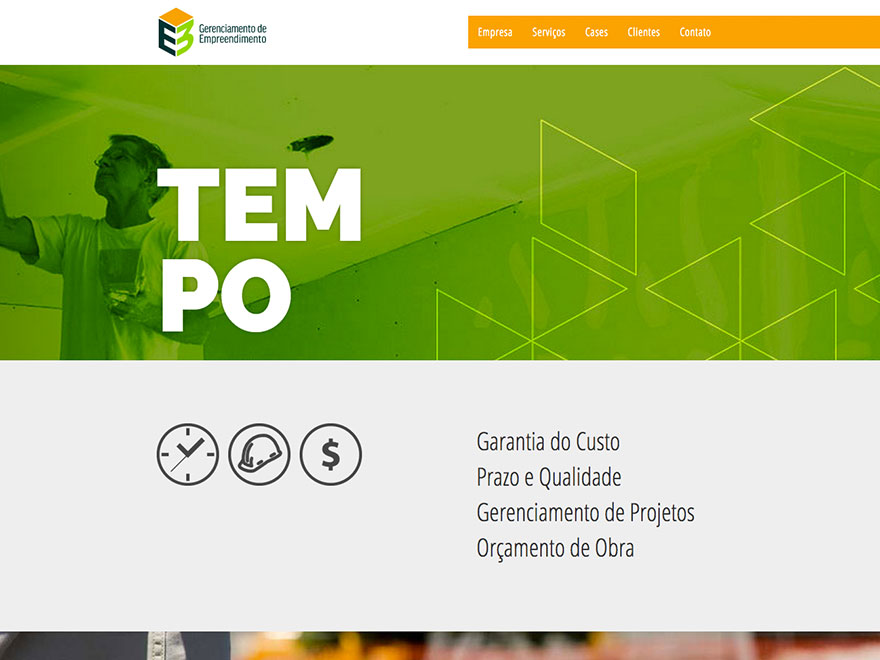 E3
Gerenciamento de
Empreendimento
Empresa Serviços Cases Clientes Contato
TEM
PO
$
Garantia do Custo
Prazo e Qualidade
Gerenciamento de Projetos
Orçamento de Obra